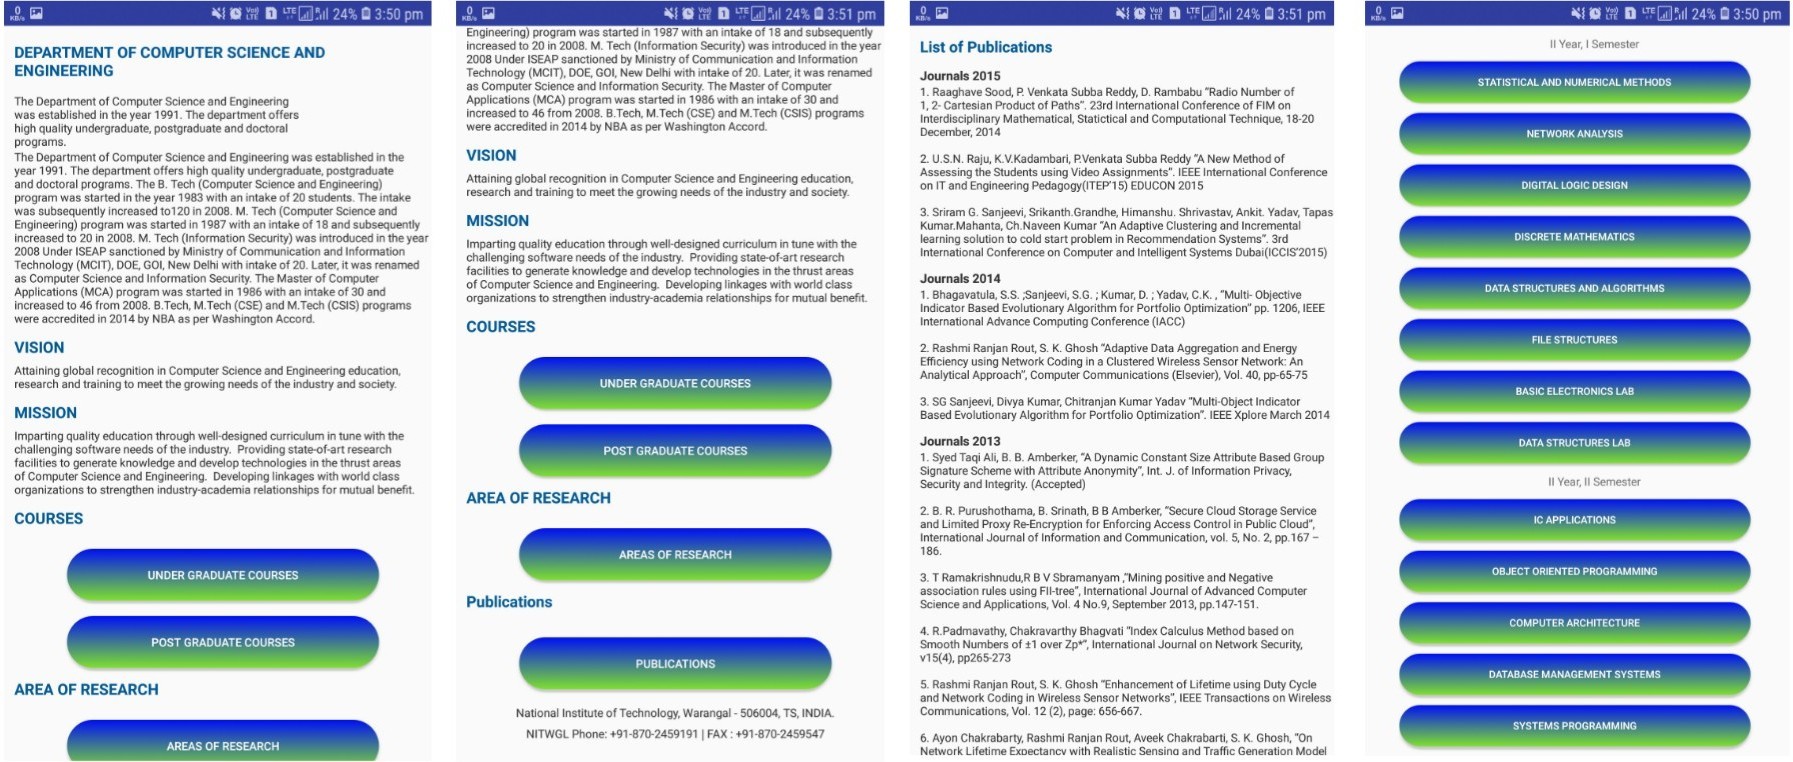 0
KB/s
Vo))
LTE
1
LTE
24%
3:50 pm
DEPARTMENT OF COMPUTER SCIENCE AND
ENGINEERING
The Department of Computer Science and Engineering
was established in the year 1991. The department offers
high quality undergraduate, postgraduate and doctoral
programs.
The Department of Computer Science and Engineering was established in the
year 1991. The department offers high quality undergraduate, postgraduate
and doctoral programs. The B. Tech (Computer Science and Engineering)
program was started in the year 1983 with an intake of 20 students. The intake
was subsequently increased to120 in 2008. M. Tech (Computer Science and
Engineering) program was started in 1987 with an intake of 18 and subsequently
increased to 20 in 2008. M. Tech (Information Security) was introduced in the year
2008 Under ISEAP sanctioned by Ministry of Communication and Information
Technology (MCIT), DOE, GOI, New Delhi with intake of 20. Later, it was renamed
as Computer Science and Information Security. The Master of Computer
Applications (MCA) program was started in 1986 with an intake of 30 and
increased to 46 from 2008. B.Tech, M.Tech (CSE) and M.Tech (CSIS) programs
were accredited in 2014 by NBA as per Washington Accord.
VISION
Attaining global recognition in Computer Science and Engineering education,
research and training to meet the growing needs of the industry and society.
MISSION
Imparting quality education through well-designed curriculum in tune with the
challenging software needs of the industry.  Providing state-of-art research
facilities to generate knowledge and develop technologies in the thrust areas
of Computer Science and Engineering.  Developing linkages with world class
organizations to strengthen industry-academia relationships for mutual benefit.
COURSES
UNDER GRADUATE COURSES
POST GRADUATE COURSES
AREA OF RESEARCH
AREAS OF RESEARCH
0
KB/s
Vo))
LTE
1
LTE
24%
3:51 pm
Engineering) program was started in 1987 with an intake of 18 and subsequently
increased to 20 in 2008. M. Tech (Information Security) was introduced in the year
2008 Under ISEAP sanctioned by Ministry of Communication and Information
Technology (MCIT), DOE, GOI, New Delhi with intake of 20. Later, it was renamed
as Computer Science and Information Security. The Master of Computer
Applications (MCA) program was started in 1986 with an intake of 30 and
increased to 46 from 2008. B.Tech, M.Tech (CSE) and M.Tech (CSIS) programs
were accredited in 2014 by NBA as per Washington Accord.
VISION
Attaining global recognition in Computer Science and Engineering education,
research and training to meet the growing needs of the industry and society.
MISSION
Imparting quality education through well-designed curriculum in tune with the
challenging software needs of the industry.  Providing state-of-art research
facilities to generate knowledge and develop technologies in the thrust areas
of Computer Science and Engineering.  Developing linkages with world class
organizations to strengthen industry-academia relationships for mutual benefit.
COURSES
UNDER GRADUATE COURSES
POST GRADUATE COURSES
AREA OF RESEARCH
AREAS OF RESEARCH
Publications
PUBLICATIONS
National Institute of Technology, Warangal - 506004, TS, INDIA.
NITWGL Phone: +91-870-2459191 | FAX : +91-870-2459547
0
KB/s
Vo))
LTE
1
LTE
24%
3:51 pm
List of Publications
Journals 2015
1. Raaghave Sood, P. Venkata Subba Reddy, D. Rambabu “Radio Number of
1, 2- Cartesian Product of Paths”. 23rd International Conference of FIM on
Interdisciplinary Mathematical, Statictical and Computational Technique, 18-20
December, 2014
2. U.S.N. Raju, K.V.Kadambari, P.Venkata Subba Reddy “A New Method of
Assessing the Students using Video Assignments”. IEEE International Conference
on IT and Engineering Pedagogy(ITEP’15) EDUCON 2015
3. Sriram G. Sanjeevi, Srikanth.Grandhe, Himanshu. Shrivastav, Ankit. Yadav, Tapas
Kumar.Mahanta, Ch.Naveen Kumar “An Adaptive Clustering and Incremental
learning solution to cold start problem in Recommendation Systems”. 3rd
International Conference on Computer and Intelligent Systems Dubai(ICCIS’2015)
Journals 2014
1. Bhagavatula, S.S. ;Sanjeevi, S.G. ; Kumar, D. ; Yadav, C.K. , “Multi- Objective
Indicator Based Evolutionary Algorithm for Portfolio Optimization” pp. 1206, IEEE
International Advance Computing Conference (IACC)
2. Rashmi Ranjan Rout, S. K. Ghosh “Adaptive Data Aggregation and Energy
Efficiency using Network Coding in a Clustered Wireless Sensor Network: An
Analytical Approach”, Computer Communications (Elsevier), Vol. 40, pp-65-75
3. SG Sanjeevi, Divya Kumar, Chitranjan Kumar Yadav “Multi-Object Indicator
Based Evolutionary Algorithm for Portfolio Optimization”. IEEE Xplore March 2014
Journals 2013
1. Syed Taqi Ali, B. B. Amberker, “A Dynamic Constant Size Attribute Based Group
Signature Scheme with Attribute Anonymity”, Int. J. of Information Privacy,
Security and Integrity. (Accepted)
2. B. R. Purushothama, B. Srinath, B B Amberker, “Secure Cloud Storage Service
and Limited Proxy Re-Encryption for Enforcing Access Control in Public Cloud”,
International Journal of Information and Communication, vol. 5, No. 2, pp.167 –
186.
3. T Ramakrishnudu,R B V Sbramanyam ,“Mining positive and Negative
association rules using FII-tree”, International Journal of Advanced Computer
Science and Applications, Vol. 4 No.9, September 2013, pp.147-151.
4. R.Padmavathy, Chakravarthy Bhagvati “Index Calculus Method based on
Smooth Numbers of ±1 over Zp*”, International Journal on Network Security,
v15(4), pp265-273
5. Rashmi Ranjan Rout, S. K. Ghosh “Enhancement of Lifetime using Duty Cycle
and Network Coding in Wireless Sensor Networks”, IEEE Transactions on Wireless
Communications, Vol. 12 (2), page: 656-667.
6. Ayon Chakrabarty, Rashmi Ranjan Rout, Aveek Chakrabarti, S. K. Ghosh, “On
Network Lifetime Expectancy with Realistic Sensing and Traffic Generation Model
0
KB/s
Vo))
LTE
1
LTE
24%
3:50 pm
II Year, I Semester
STATISTICAL AND NUMERICAL METHODS
NETWORK ANALYSIS
DIGITAL LOGIC DESIGN
DISCRETE MATHEMATICS
DATA STRUCTURES AND ALGORITHMS
FILE STRUCTURES
BASIC ELECTRONICS LAB
DATA STRUCTURES LAB
II Year, II Semester
IC APPLICATIONS
OBJECT ORIENTED PROGRAMMING
COMPUTER ARCHITECTURE
DATABASE MANAGEMENT SYSTEMS
SYSTEMS PROGRAMMING